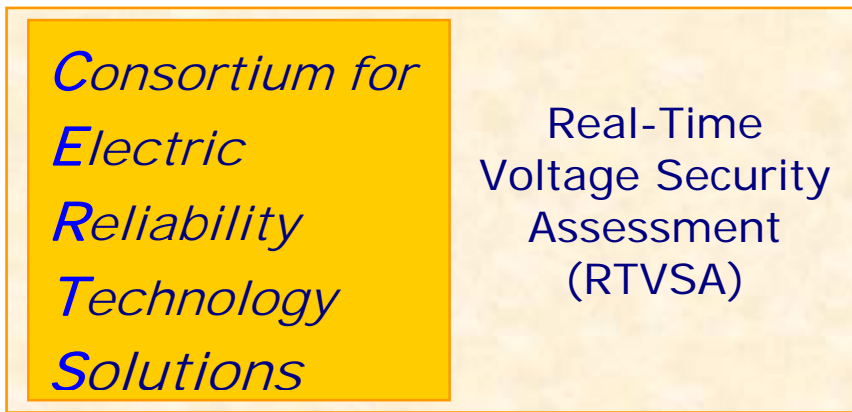 Consortium for
Electric
Reliability
Technology
Solutions
Real-Time
Voltage Security
Assessment
(RTVSA)